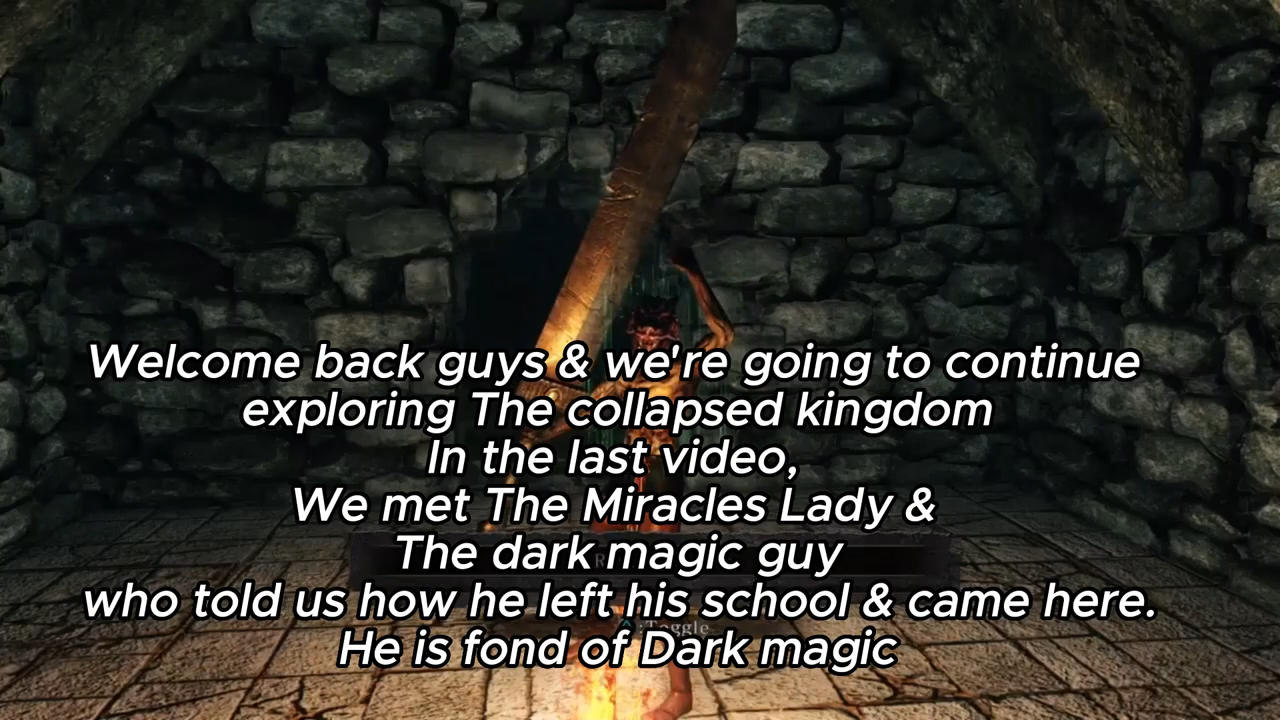 Welcome back guys & we're going to continue
exploring The collapsed kingdom
In the last video,
We met The Miracles Lady &
The dark magic guy
who told us how he left his school & came here.
:Toggle
He is fond of Dark magic